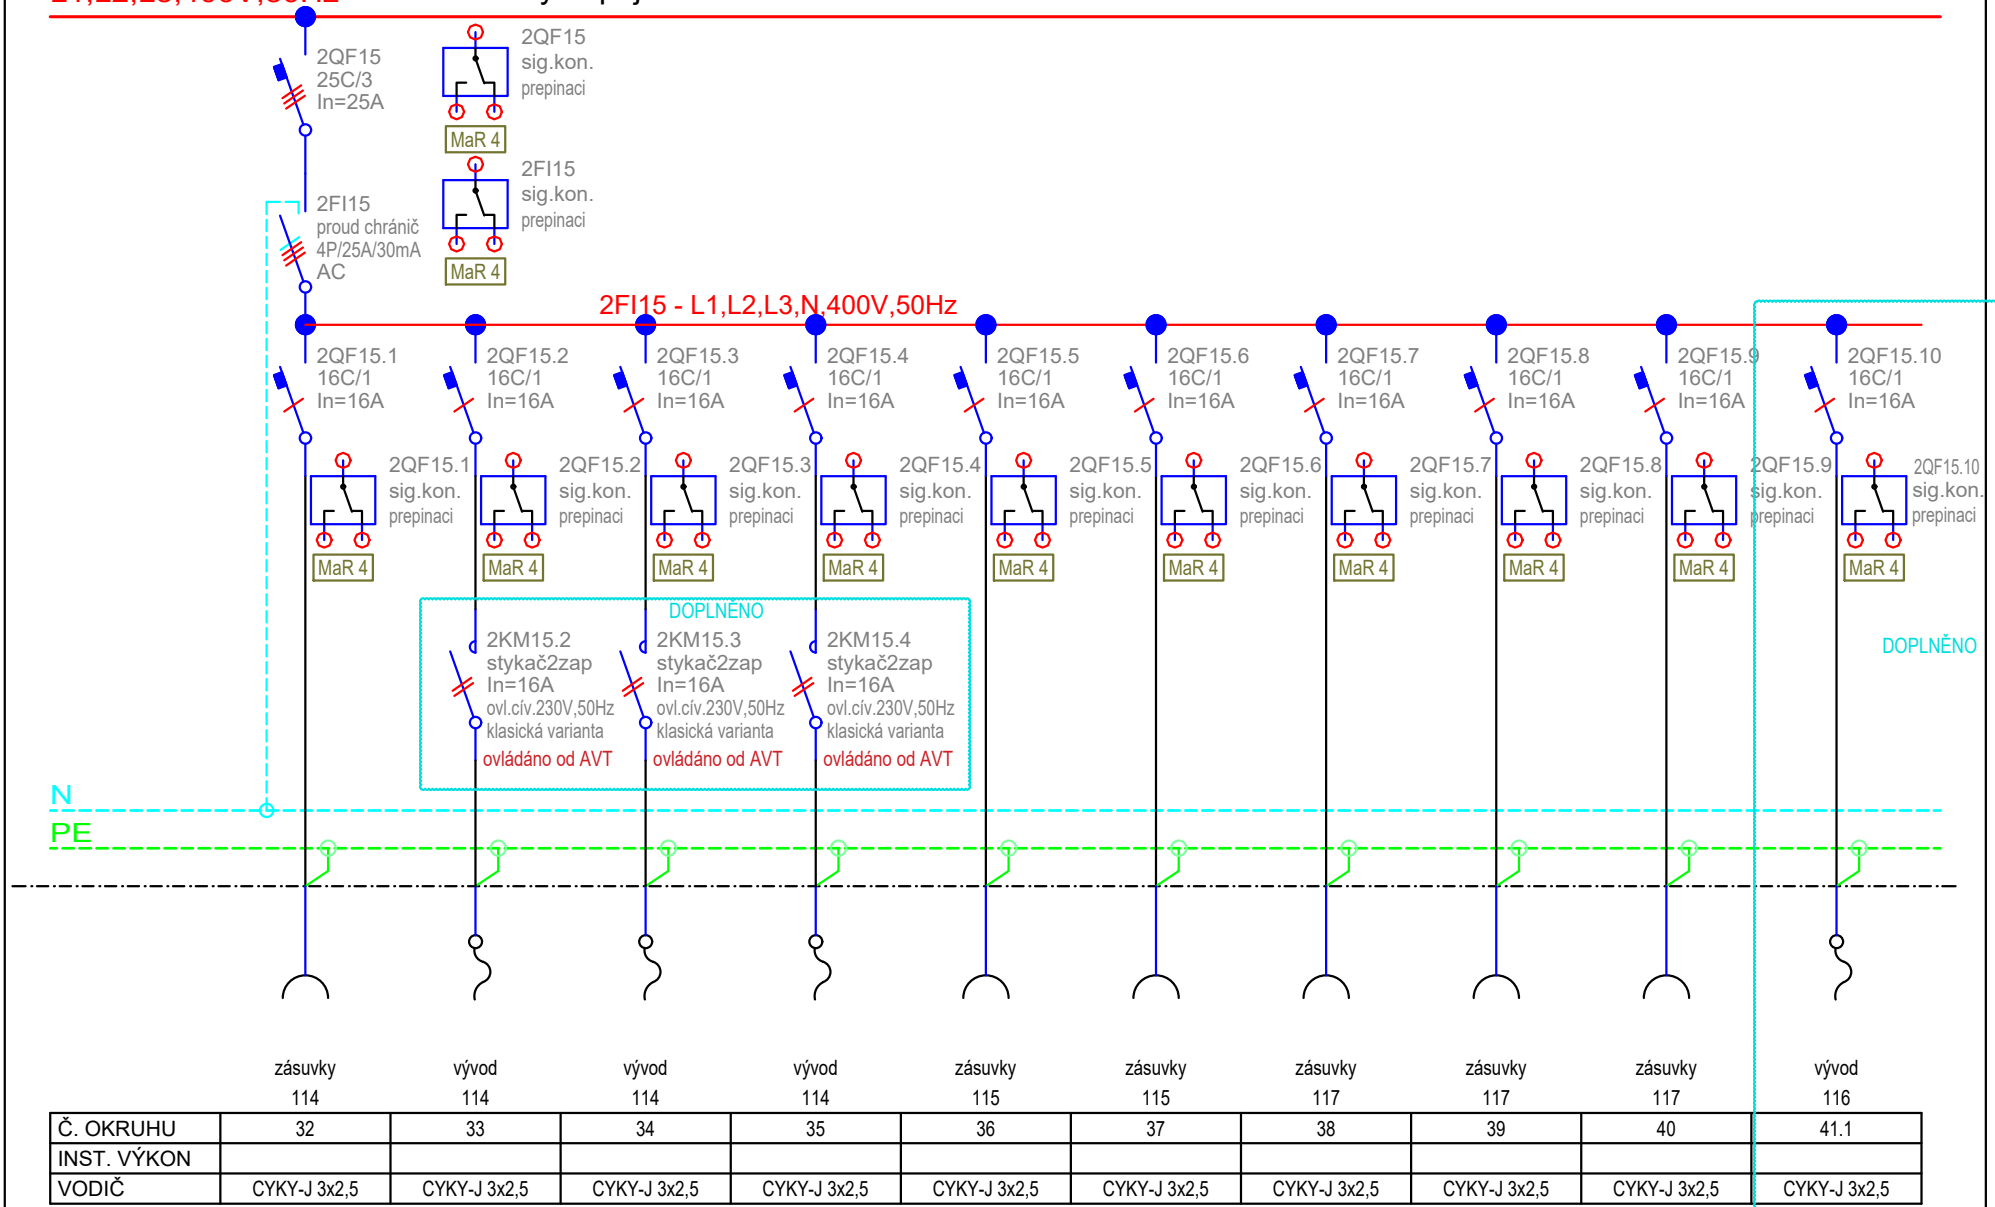 2QF15
25C/3
In=25A
2QF15
sig.kon.
prepinaci
MaR 4
2FI15
sig.kon.
prepinaci
MaR 4
2FI15
proud chránič
4P/25A/30mA
AC
2FI15 - L1,L2,L3,N,400V,50Hz
2QF15.1
16C/1
In=16A
2QF15.2
16C/1
In=16A
2QF15.3
16C/1
In=16A
2QF15.4
16C/1
In=16A
2QF15.5
16C/1
In=16A
2QF15.6
16C/1
In=16A
2QF15.7
16C/1
In=16A
2QF15.8
16C/1
In=16A
2QF15.9
16C/1
In=16A
2QF15.10
16C/1
In=16A
2QF15.1
sig.kon.
prepinaci
MaR 4
2QF15.2
sig.kon.
prepinaci
MaR 4
2QF15.3
sig.kon.
prepinaci
MaR 4
2QF15.4
sig.kon.
prepinaci
MaR 4
2QF15.5
sig.kon.
prepinaci
MaR 4
2QF15.6
sig.kon.
prepinaci
MaR 4
2QF15.7
sig.kon.
prepinaci
MaR 4
2QF15.8
sig.kon.
prepinaci
MaR 4
2QF15.9
sig.kon.
prepinaci
MaR 4
2QF15.10
sig.kon.
prepinaci
MaR 4
DOPLNĚNO
2KM15.2
stykač2zap
In=16A
ovl.cív.230V,50Hz
klasická varianta
ovládáno od AVT
2KM15.3
stykač2zap
In=16A
ovl.cív.230V,50Hz
klasická varianta
ovládáno od AVT
2KM15.4
stykač2zap
In=16A
ovl.cív.230V,50Hz
klasická varianta
ovládáno od AVT
DOPLNĚNO
N
PE
zásuvky vývod vývod vývod zásuvky zásuvky zásuvky zásuvky zásuvky vývod
114 114 114 114 115 115 117 117 117 116
Č. OKRUHU 32 33 34 35 36 37 38 39 40 41.1
INST. VÝKON
VODIČ CYKY-J 3x2,5 CYKY-J 3x2,5 CYKY-J 3x2,5 CYKY-J 3x2,5 CYKY-J 3x2,5 CYKY-J 3x2,5 CYKY-J 3x2,5 CYKY-J 3x2,5 CYKY-J 3x2,5 CYKY-J 3x2,5